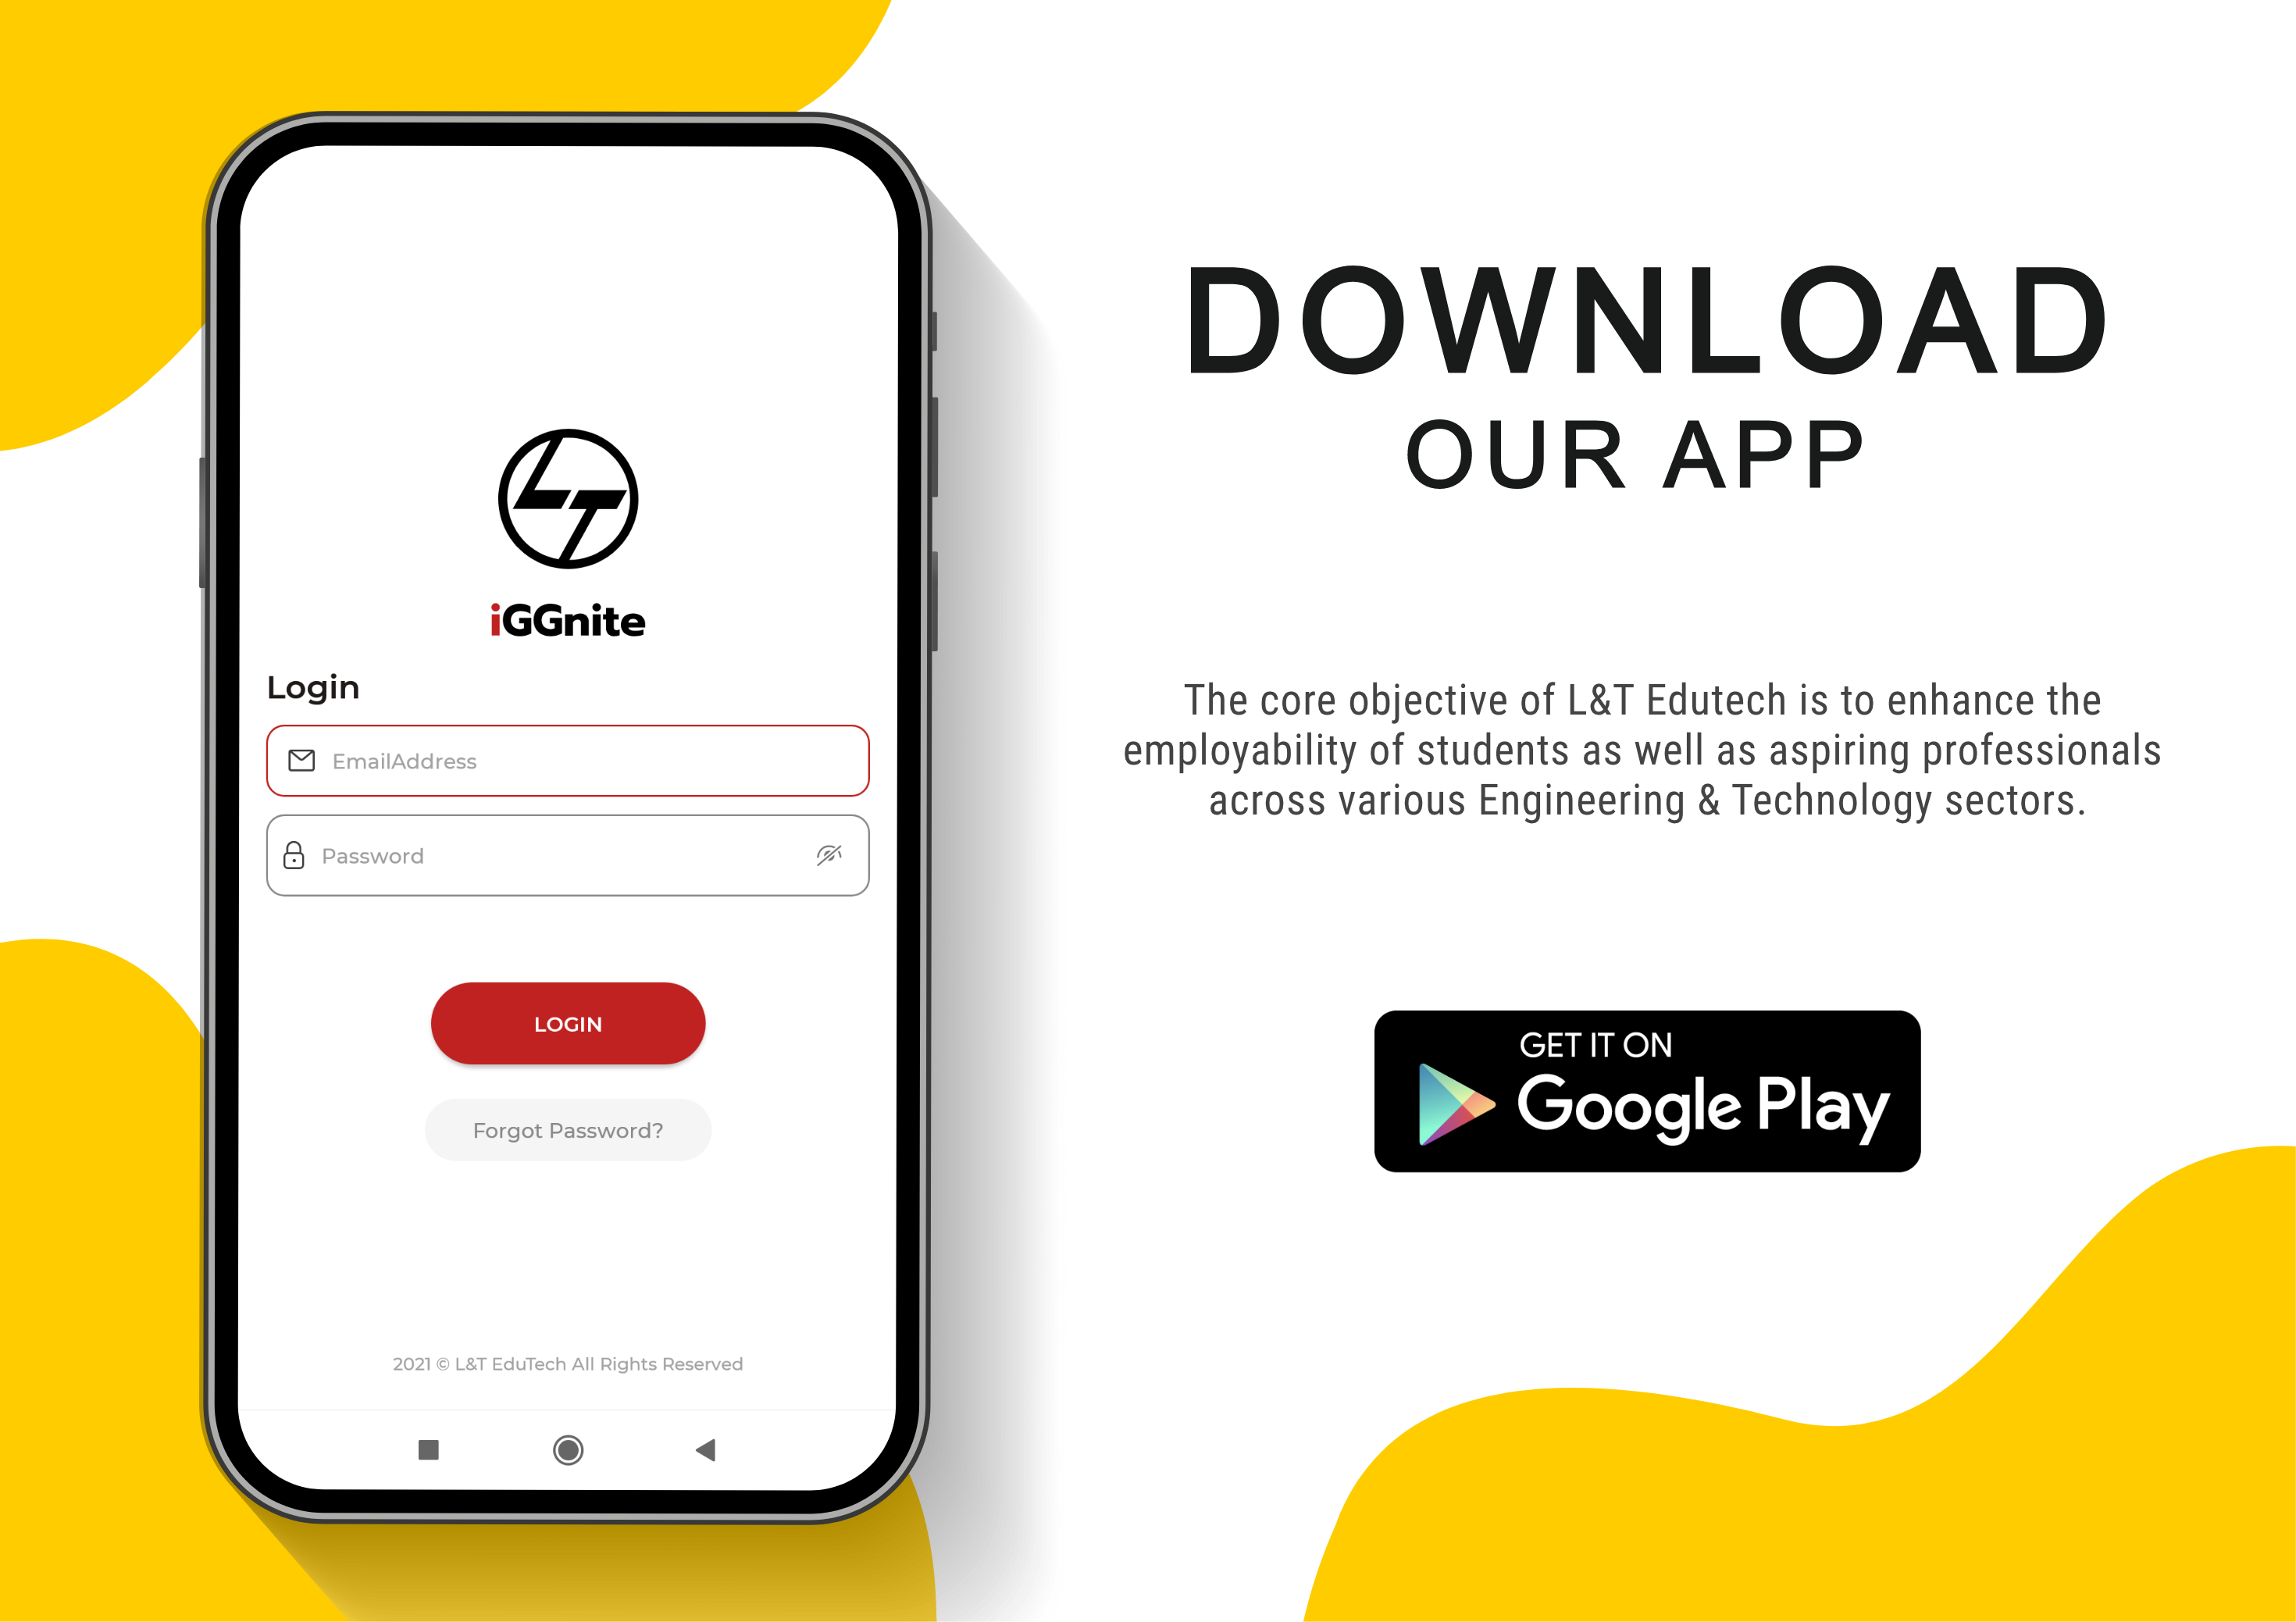 LT
iGGnite
Login
EmailAddress
Password
LOGIN
Forgot Password?
2021 © L&T EduTech All Rights Reserved
DOWNLOAD
OUR APP
The core objective of L&T Edutech is to enhance the
employability of students as well as aspiring professionals
across various Engineering & Technology sectors.
GET IT ON
Google Play